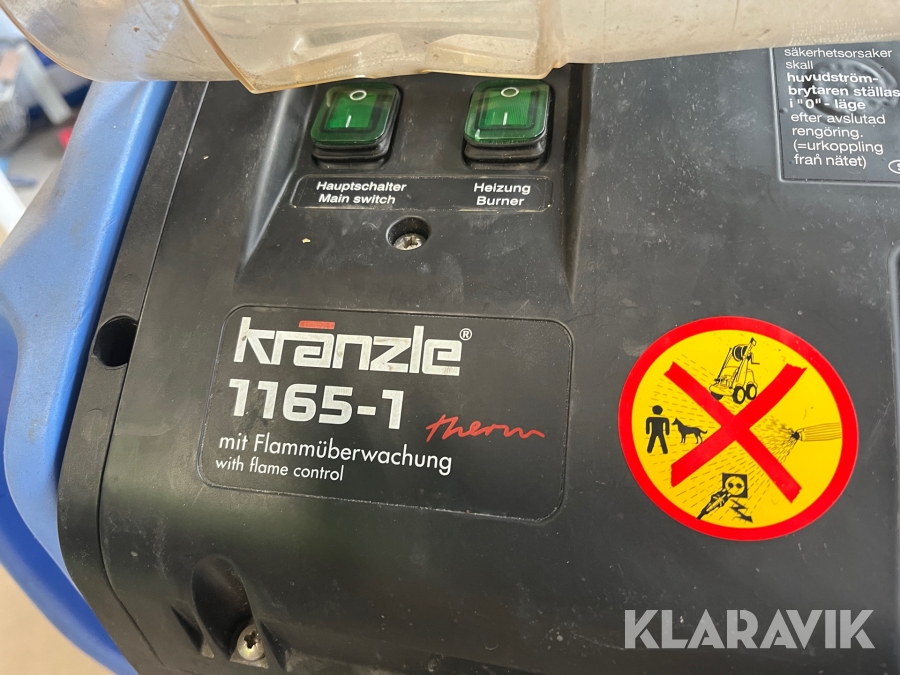 O
O
Hauptschalter
Main switch
Heizung
Burner
säkerhetsorsaker
skall
huvudström-
brytaren ställas
i "0" - läge
efter avslutad
rengöring.
(=urkoppling
från nätet)
S
kränzle®
1165-1 therm
mit Flammüberwachung
with flame control
KLARAVIK